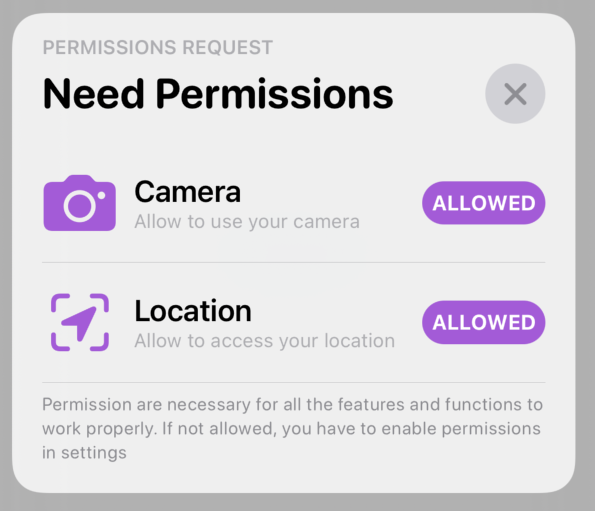 PERMISSIONS REQUEST
Need Permissions
Camera
Allow to use your camera
ALLOWED
Location
Allow to access your location
ALLOWED
Permission are necessary for all the features and functions to
work properly. If not allowed, you have to enable permissions
in settings